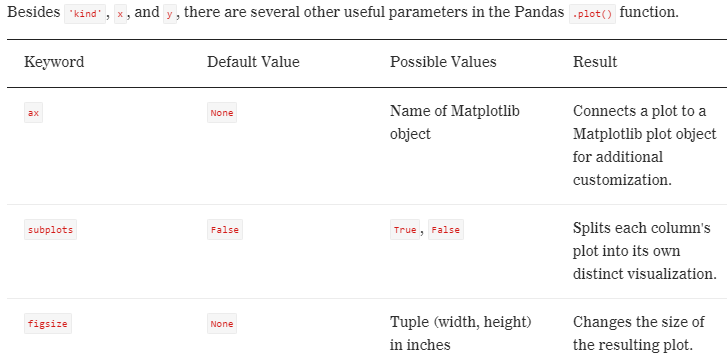 Besides 'kind', x, and y, there are several other useful parameters in the Pandas .plot() function.
Keyword Default Value Possible Values Result
ax None Name of Matplotlib object Connects a plot to a Matplotlib plot object for additional customization.
subplots False True, False Splits each column's plot into its own distinct visualization.
figsize None Tuple (width, height) in inches Changes the size of the resulting plot.